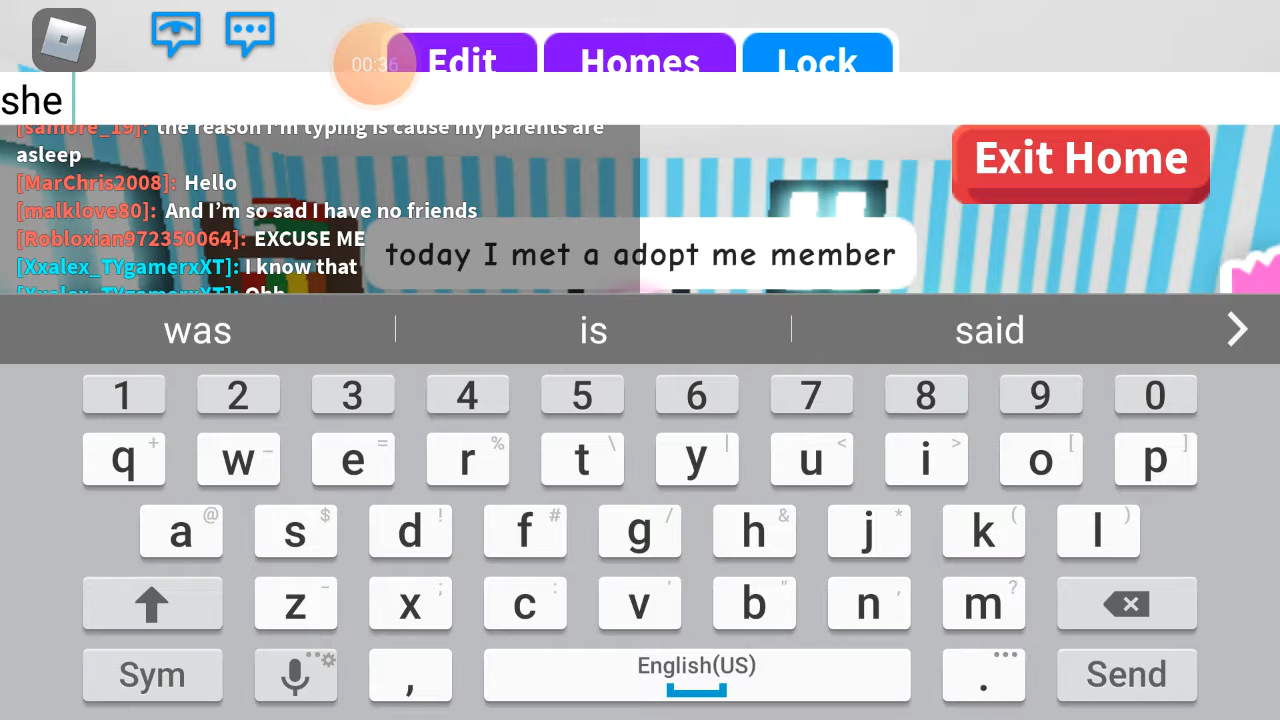 00:36
Edit Homes Lock
she
[samore_19]: the reason I'm typing is cause my parents are
asleep
Exit Home
[MarChris2008]: Hello
[malklove80]: And I'm so sad I have no friends
[Robloxian972350064]: EXCUSE ME
today I met a adopt me member
[Xxalex_TYgamerxXT]: I know that
[Xxalex_TYgamerxXT]: Ohh
was is said
1 2 3 4 5 6 7 8 9 0
q + w - e = r % t \ y | u < i > o [ p ]
a @ s $ d ! f # g / h & j * k ( l )
z - x ; c : v ' b " n , m ?
Sym , English(US) . Send